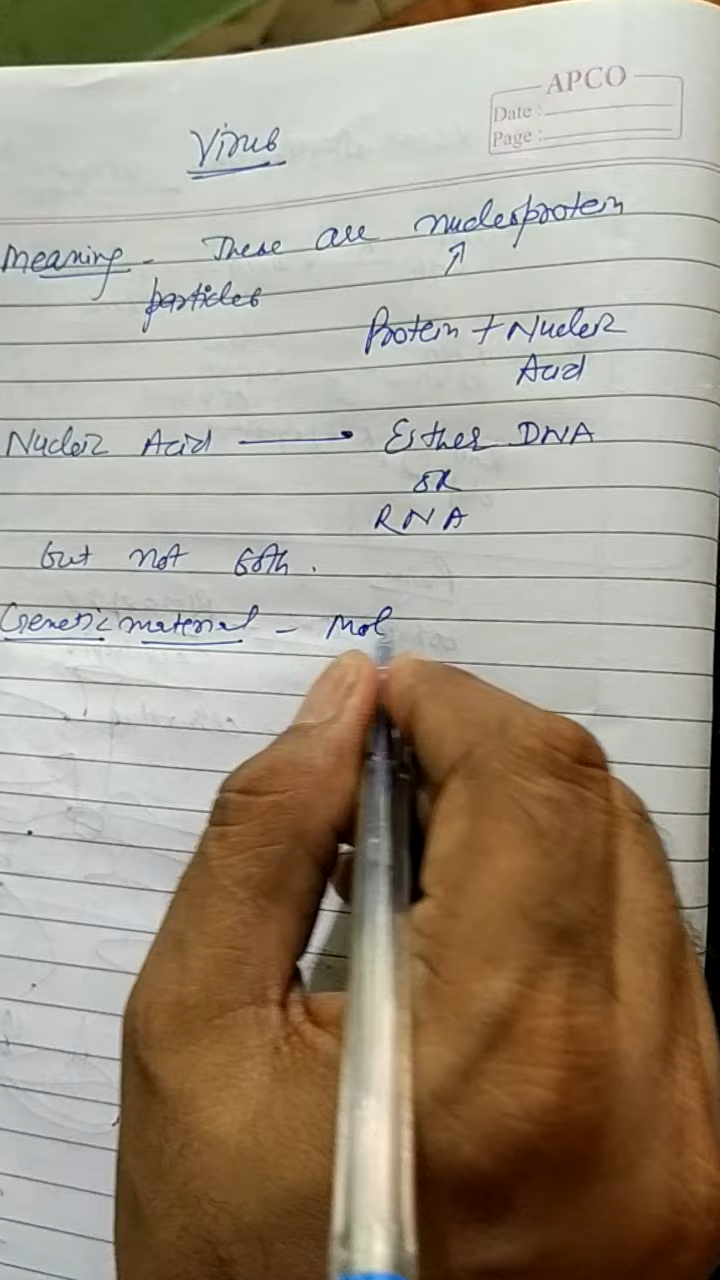 APCO
Date :
Page :
Virus
Meaning - These are nucleoprotein
particles
Protein + Nucleic
Acid
Nucleic Acid → Either DNA
OR
RNA
but not both.
Genetic material - Mol